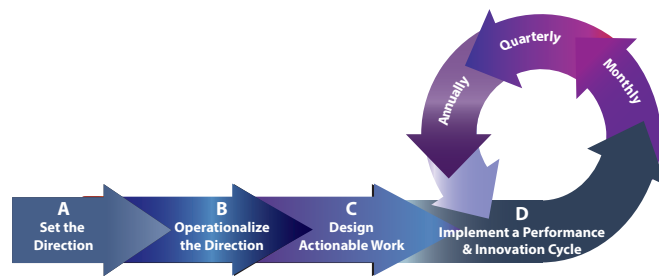 A
Set the
Direction
B
Operationalize
the Direction
C
Design
Actionable Work
D
Implement a Performance
& Innovation Cycle
Monthly
Quarterly
Annually